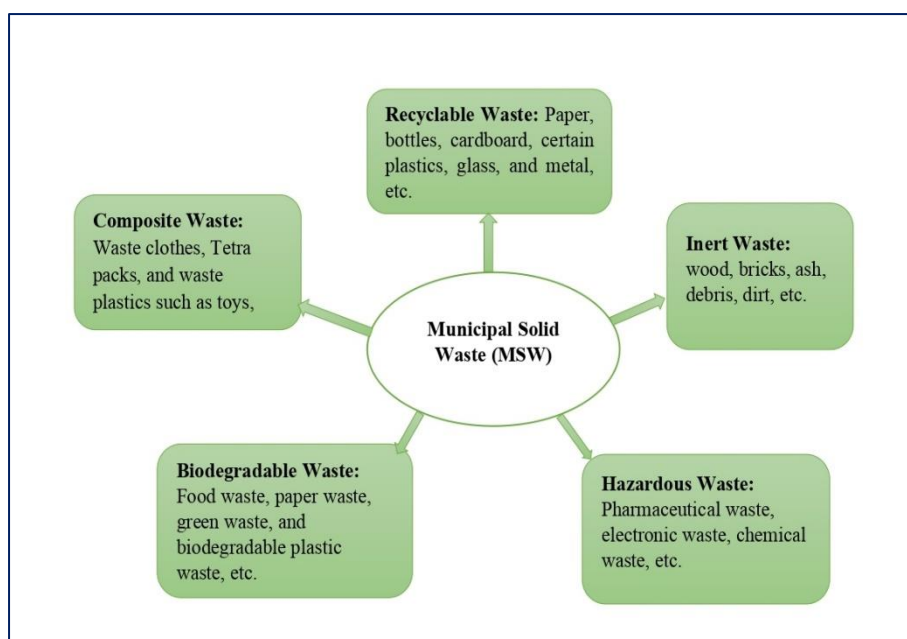 Recyclable Waste: Paper,
bottles, cardboard, certain
plastics, glass, and metal,
etc.
Composite Waste:
Waste clothes, Tetra
packs, and waste
plastics such as toys,
Inert Waste:
wood, bricks, ash,
debris, dirt, etc.
Municipal Solid
Waste (MSW)
Biodegradable Waste:
Food waste, paper waste,
green waste, and
biodegradable plastic
waste, etc.
Hazardous Waste:
Pharmaceutical waste,
electronic waste, chemical
waste, etc.